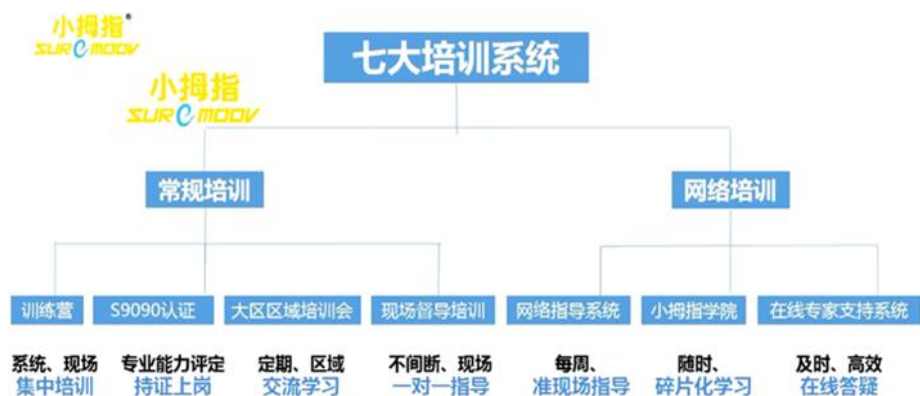 小拇指®
SUReMOOV
七大培训系统
小拇指
SUReMOOV
常规培训
网络培训
训练营
S9090认证
大区区域培训会
现场督导培训
网络指导系统
小拇指学院
在线专家支持系统
系统、现场
集中培训
专业能力评定
持证上岗
定期、区域
交流学习
不间断、现场
一对一指导
每周、
准现场指导
随时、
碎片化学习
及时、高效
在线答疑